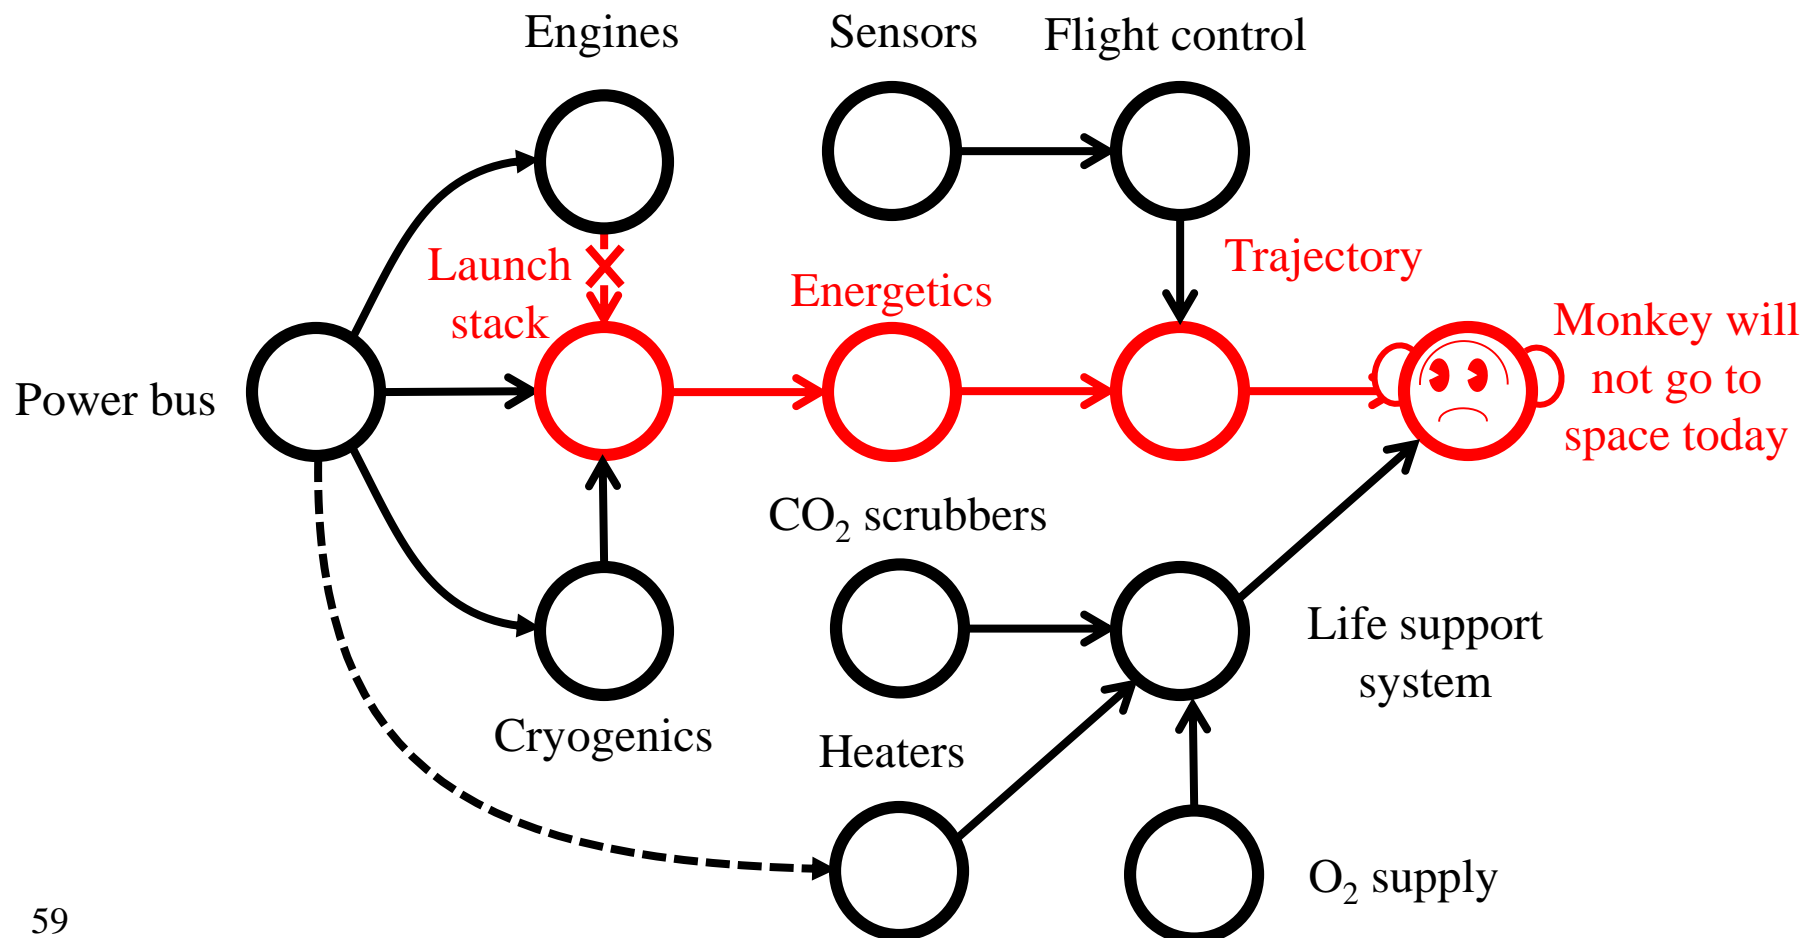 Engines
Sensors
Flight control
Launch
stack
Energetics
Trajectory
Monkey will
not go to
space today
Power bus
CO₂ scrubbers
Life support
system
Cryogenics
Heaters
O₂ supply
59